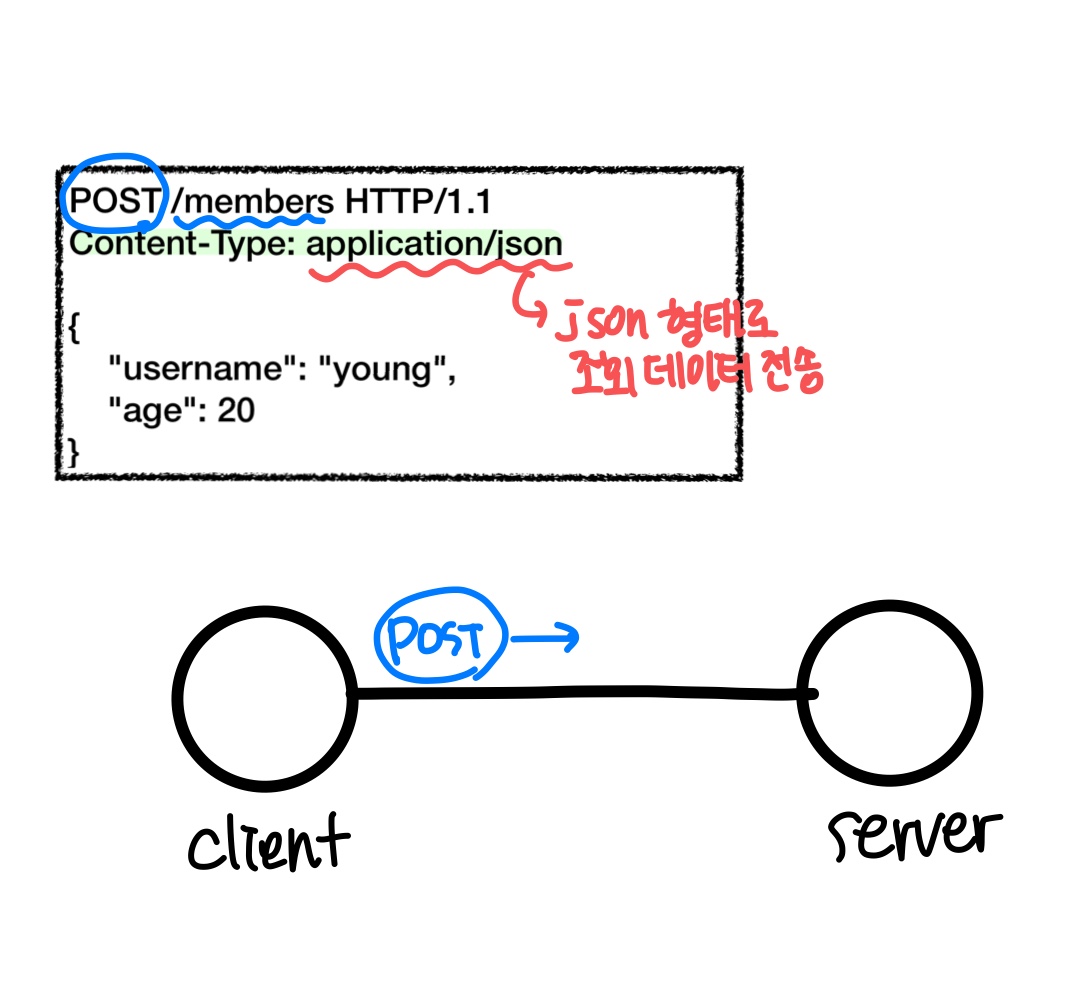 POST /members HTTP/1.1
Content-Type: application/json
{
"username": "young",
"age": 20
}
json 형태로
조회 데이터 전송
POST
client
server